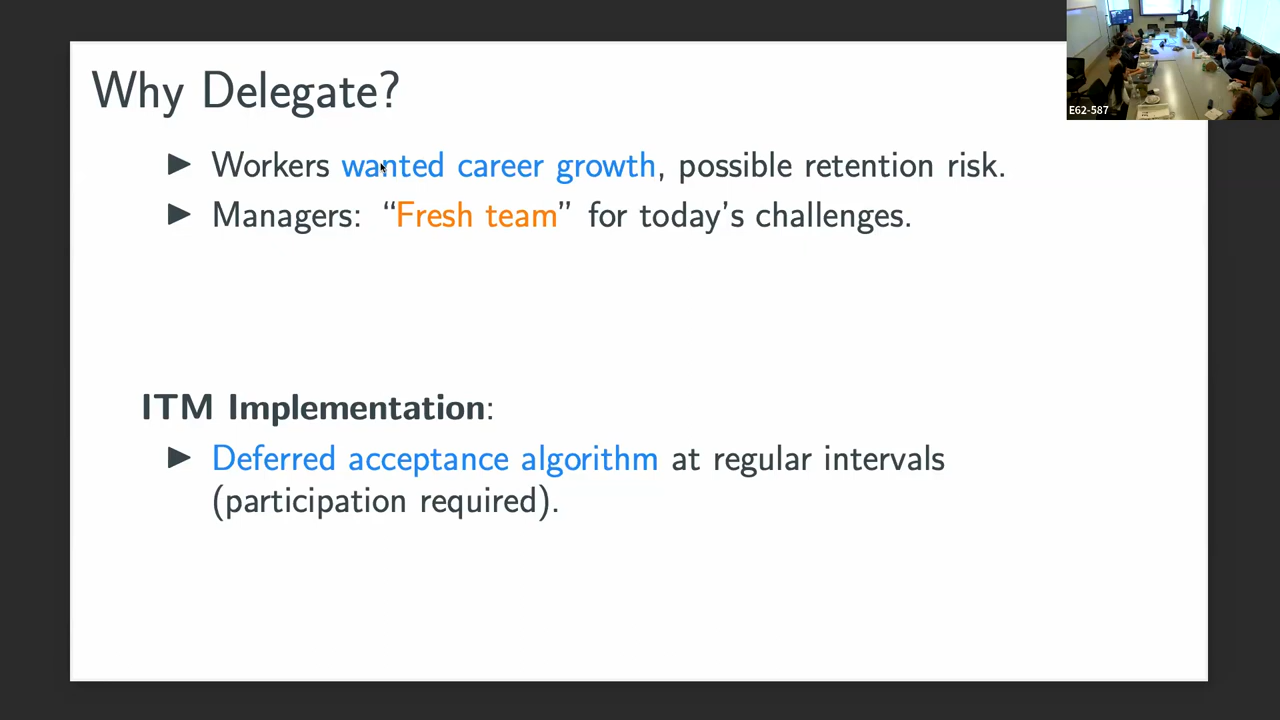 Why Delegate?
▶ Workers wanted career growth, possible retention risk.
▶ Managers: “Fresh team” for today’s challenges.
ITM Implementation:
▶ Deferred acceptance algorithm at regular intervals
(participation required).
E62-587